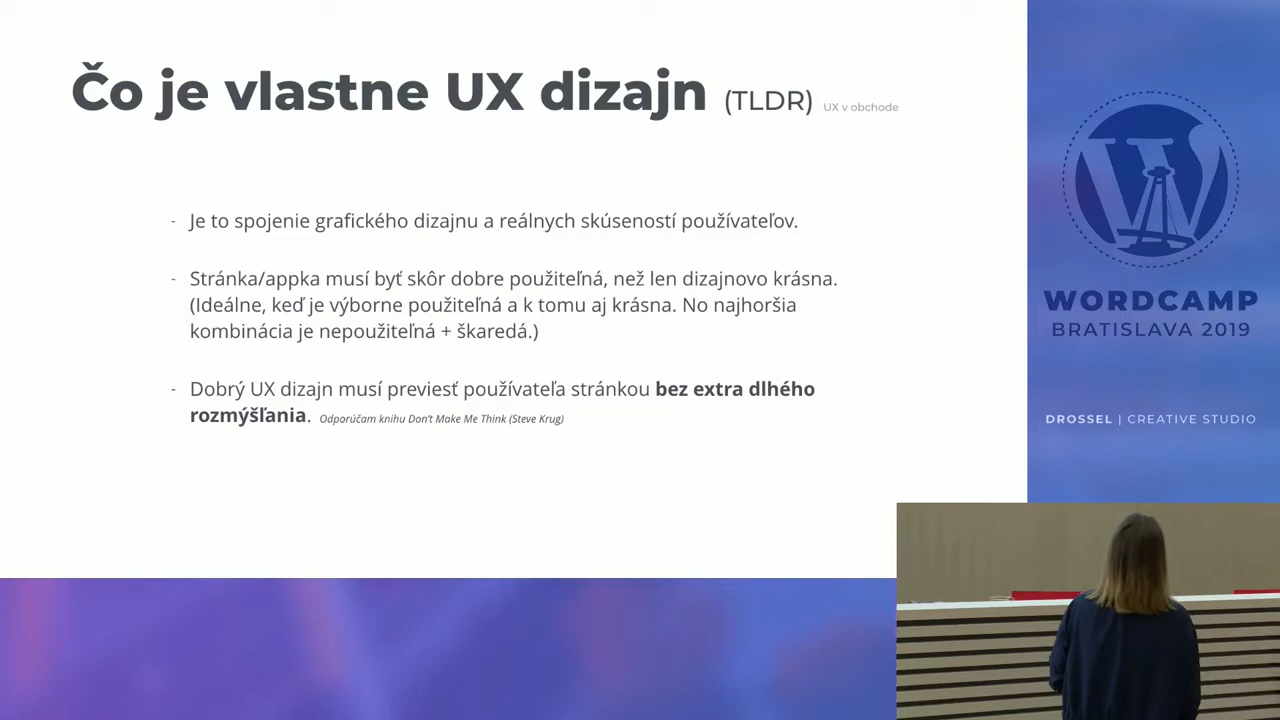 Čo je vlastne UX dizajn (TLDR) UX v obchode
- Je to spojenie grafického dizajnu a reálnych skúseností používateľov.
- Stránka/appka musí byť skôr dobre použiteľná, než len dizajnovo krásna.
(Ideálne, keď je výborne použiteľná a k tomu aj krásna. No najhoršia
kombinácia je nepoužiteľná + škaredá.)
- Dobrý UX dizajn musí previesť používateľa stránkou bez extra dlhého
rozmýšľania. Odporúčam knihu Don't Make Me Think (Steve Krug)
WORDCAMP
BRATISLAVA 2019
DROSSEL | CREATIVE STUDIO